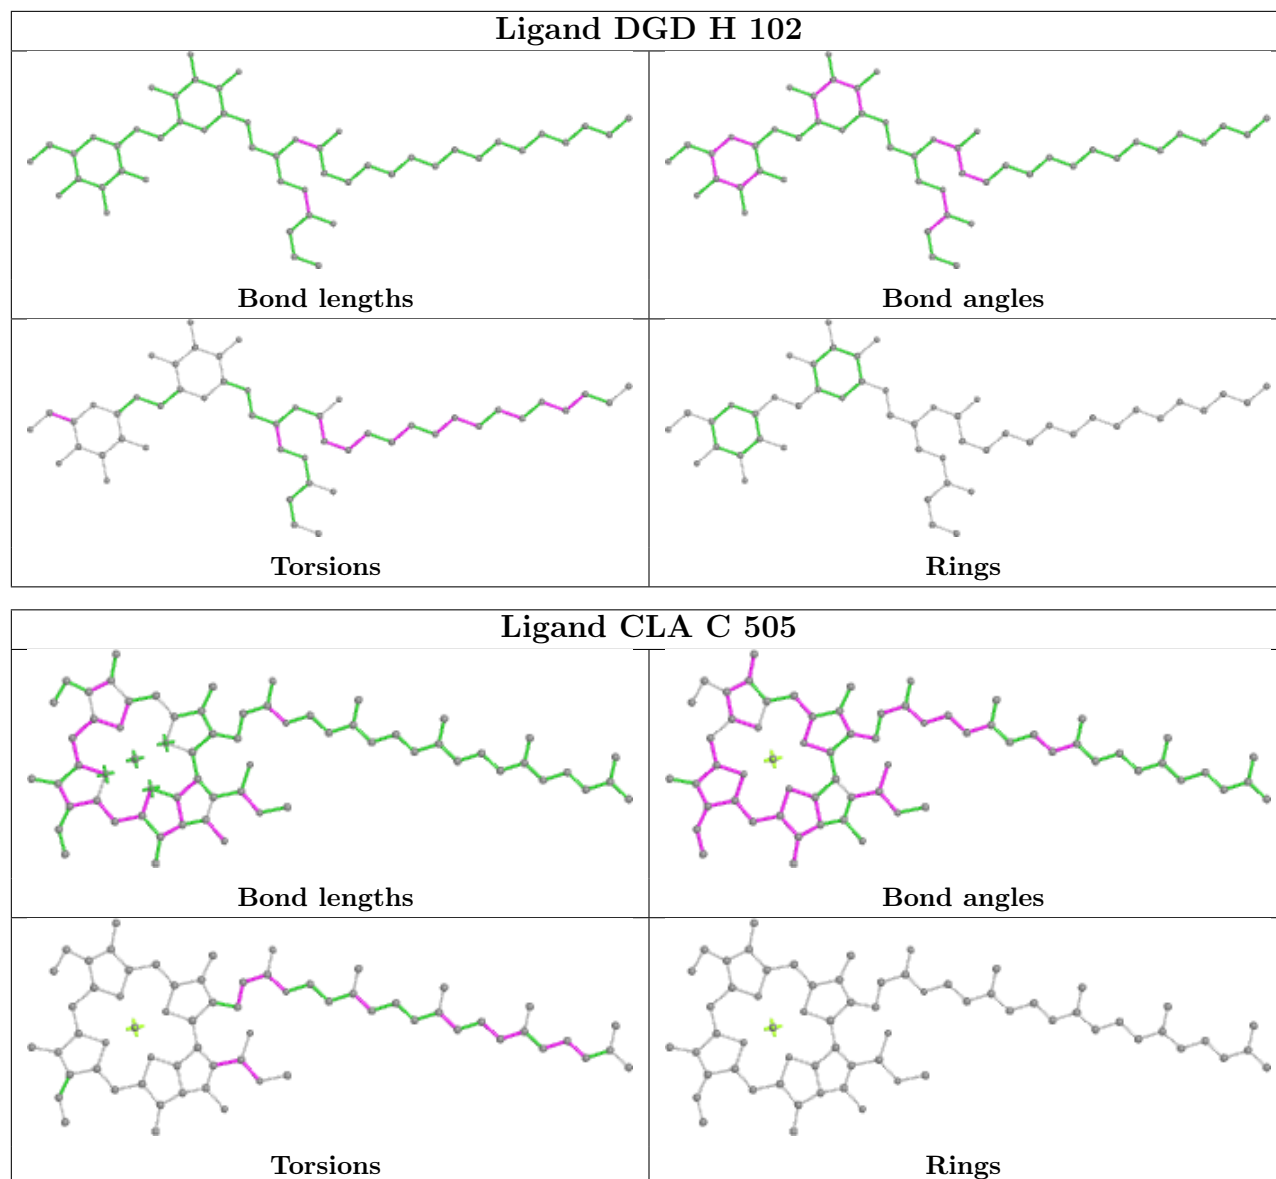 Ligand DGD H 102
Bond lengths
Bond angles
Torsions
Rings
Ligand CLA C 505
Bond lengths
Bond angles
Torsions
Rings